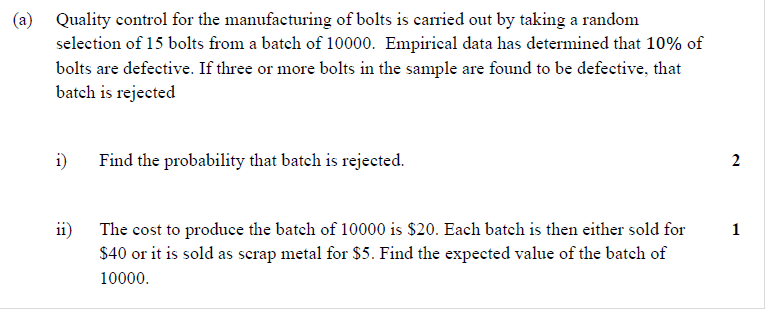 (a) Quality control for the manufacturing of bolts is carried out by taking a random
selection of 15 bolts from a batch of 10000. Empirical data has determined that 10% of
bolts are defective. If three or more bolts in the sample are found to be defective, that
batch is rejected
i) Find the probability that batch is rejected. 2
ii) The cost to produce the batch of 10000 is $20. Each batch is then either sold for 1
$40 or it is sold as scrap metal for $5. Find the expected value of the batch of
10000.